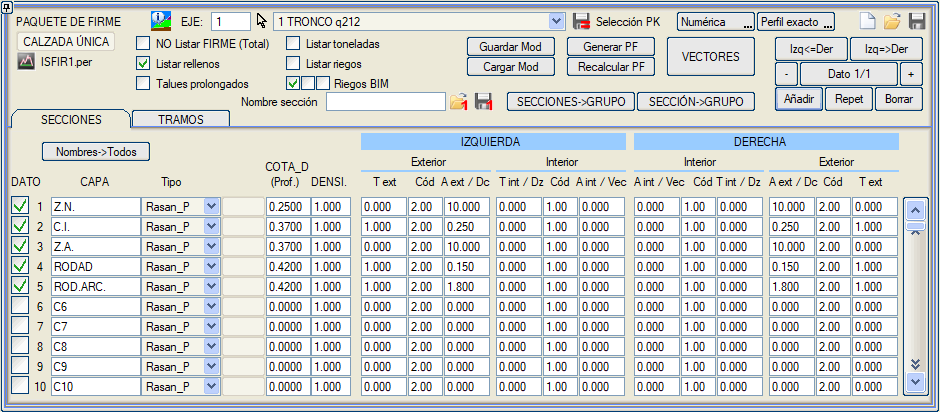 PAQUETE DE FIRME EJE: 1 1 TRONCO q212 Selección PK Numérica ... Perfil exacto ...
CALZADA ÚNICA NO Listar FIRME (Total) Listar toneladas Guardar Mod Generar PF VECTORES Izq<=Der Izq=>Der
ISFIR1.per Listar rellenos Listar riegos Cargar Mod Recalcular PF - Dato 1/1 +
Talues prolongados Riegos BIM
Nombre sección 1 1 SECCIONES->GRUPO SECCIÓN->GRUPO Añadir Repet Borrar
SECCIONES TRAMOS
IZQUIERDA DERECHA
Nombres->Todos
Exterior Interior Interior Exterior
COTA_D
DATO CAPA Tipo (Prof.) DENSI. T ext Cód A ext / Dc T int / Dz Cód A int / Vec A int / Vec Cód T int / Dz A ext / Dc Cód T ext
1 Z.N. Rasan_P 0.2500 1.000 0.000 2.00 10.000 0.000 1.00 0.000 0.000 1.00 0.000 10.000 2.00 0.000
2 C.I. Rasan_P 0.3700 1.000 1.000 2.00 0.250 0.000 1.00 0.000 0.000 1.00 0.000 0.250 2.00 1.000
3 Z.A. Rasan_P 0.3700 1.000 0.000 2.00 10.000 0.000 1.00 0.000 0.000 1.00 0.000 10.000 2.00 0.000
4 RODAD Rasan_P 0.4200 1.000 1.000 2.00 0.150 0.000 1.00 0.000 0.000 1.00 0.000 0.150 2.00 1.000
5 ROD.ARC. Rasan_P 0.4200 1.000 1.000 2.00 1.800 0.000 1.00 0.000 0.000 1.00 0.000 1.800 2.00 1.000
6 C6 Rasan_P 0.0000 1.000 0.000 2.00 0.000 0.000 1.00 0.000 0.000 1.00 0.000 0.000 2.00 0.000
7 C7 Rasan_P 0.0000 1.000 0.000 2.00 0.000 0.000 1.00 0.000 0.000 1.00 0.000 0.000 2.00 0.000
8 C8 Rasan_P 0.0000 1.000 0.000 2.00 0.000 0.000 1.00 0.000 0.000 1.00 0.000 0.000 2.00 0.000
9 C9 Rasan_P 0.0000 1.000 0.000 2.00 0.000 0.000 1.00 0.000 0.000 1.00 0.000 0.000 2.00 0.000
10 C10 Rasan_P 0.0000 1.000 0.000 2.00 0.000 0.000 1.00 0.000 0.000 1.00 0.000 0.000 2.00 0.000